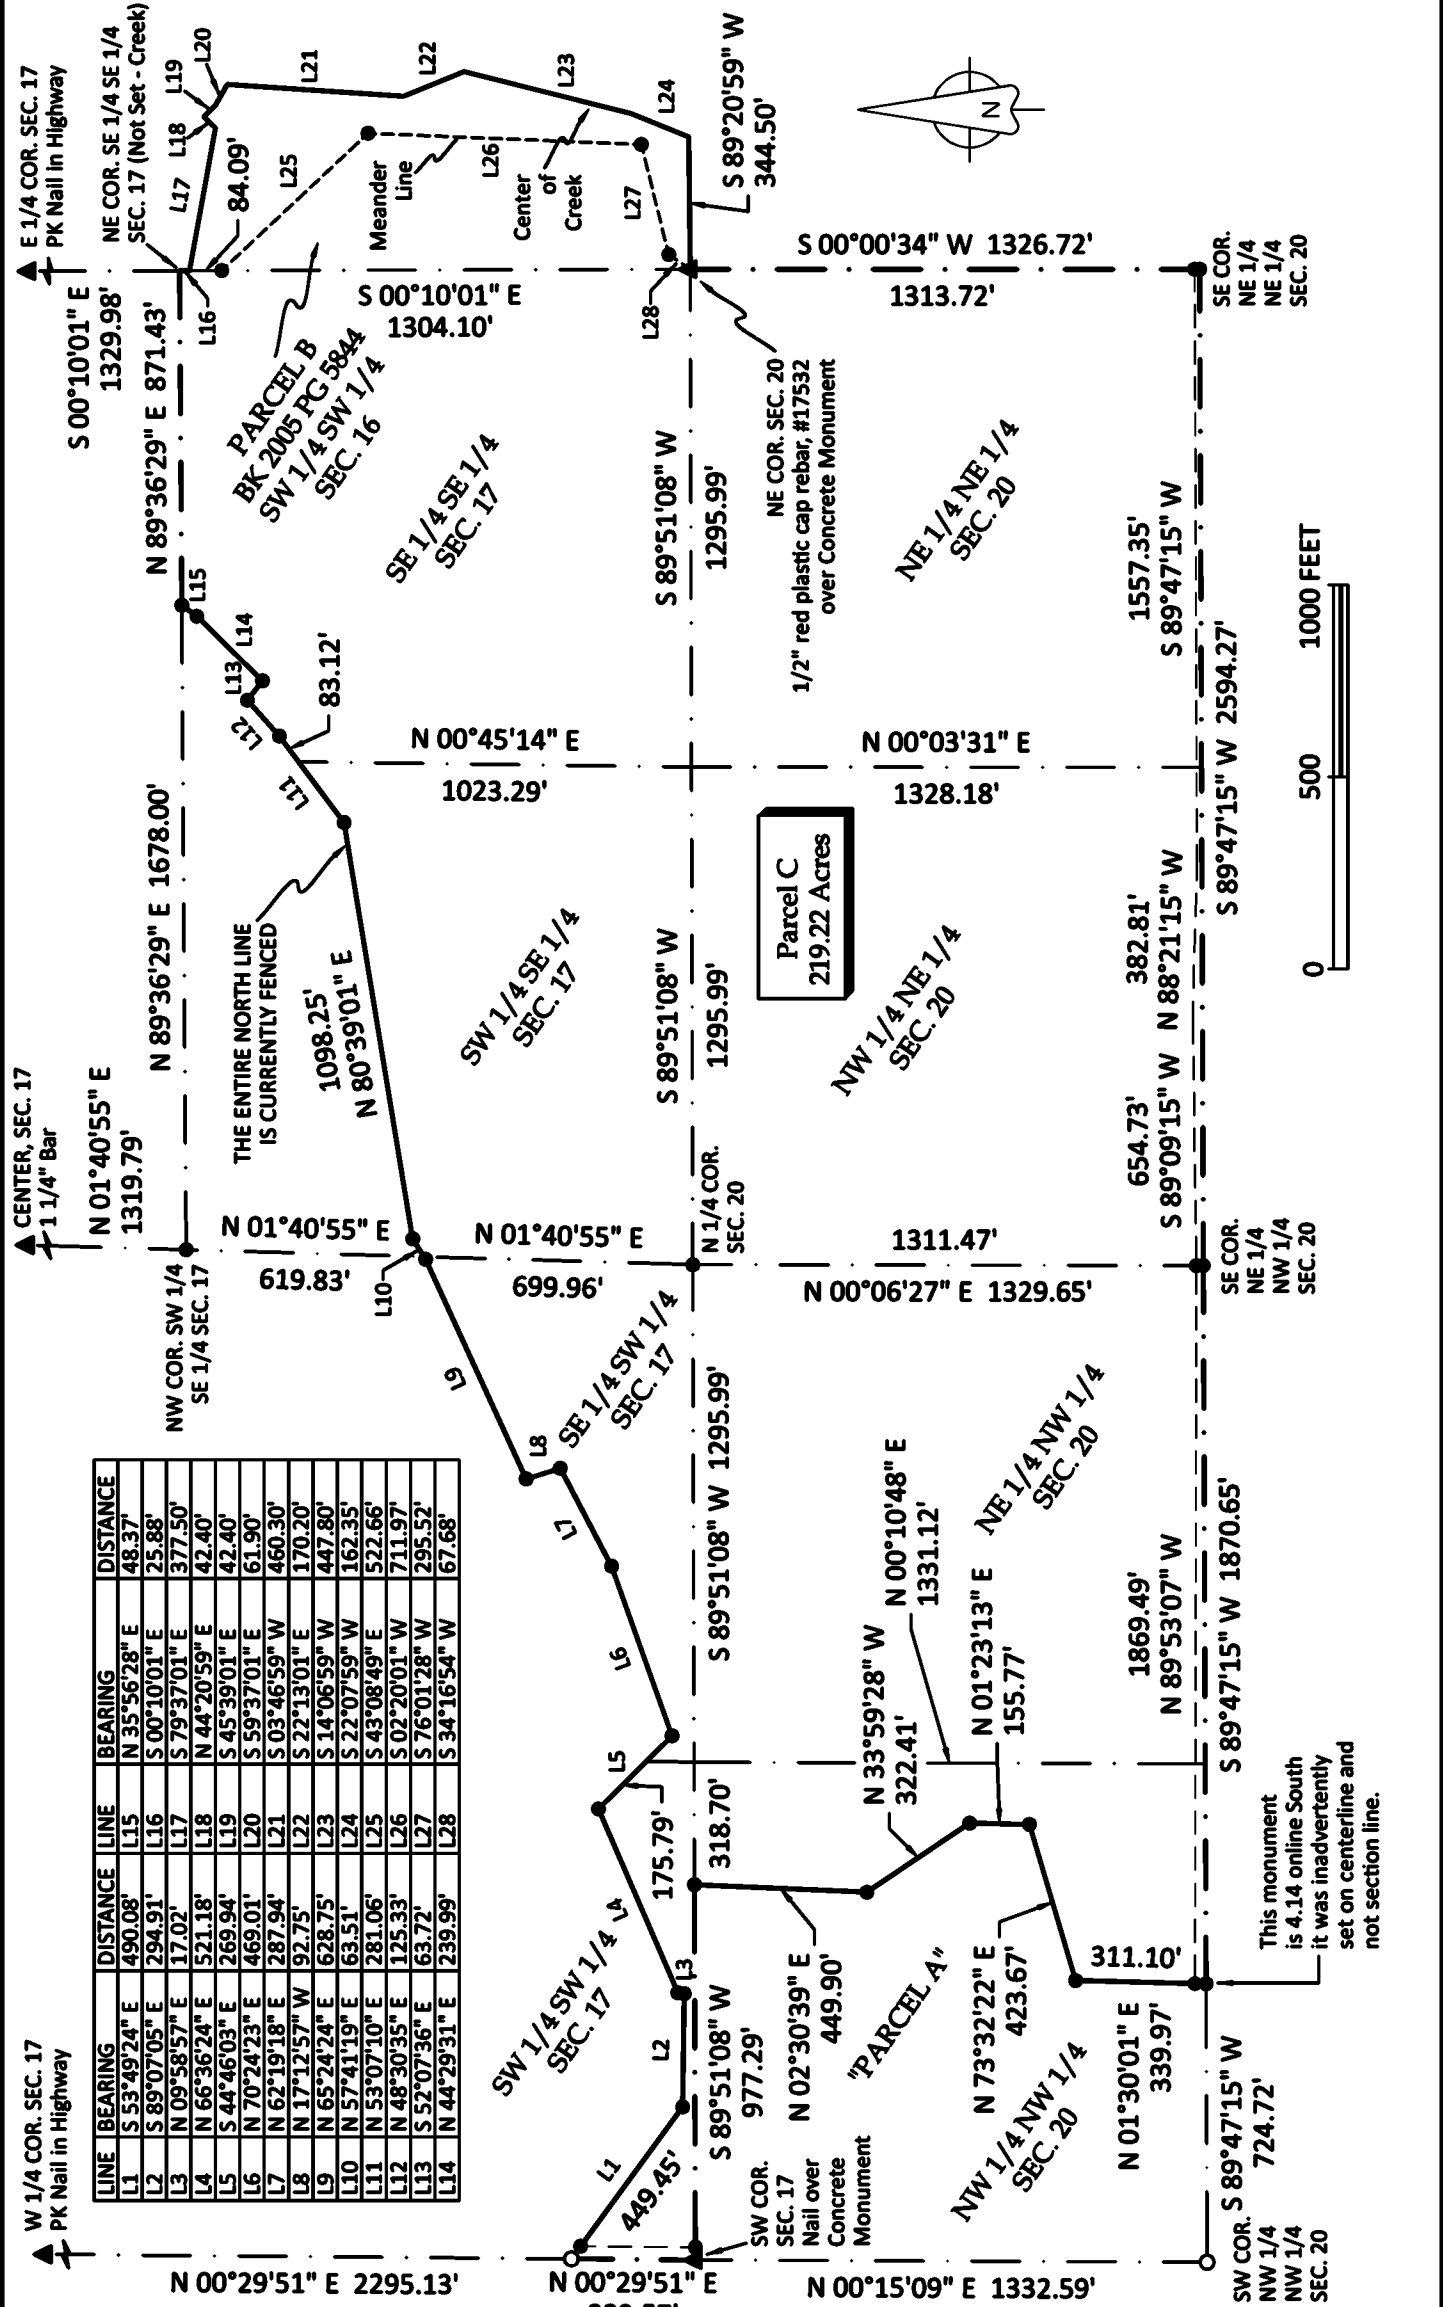 W 1/4 COR. SEC. 17
PK Nail in Highway
CENTER, SEC. 17
1 1/4" Bar
E 1/4 COR. SEC. 17
PK Nail in Highway
N 01°40'55" E
1319.79'
S 00°10'01" E
1329.98'
NE COR. SE 1/4 SE 1/4
SEC. 17 (Not Set - Creek)
NW COR. SW 1/4
SE 1/4 SEC. 17
N 89°36'29" E 1678.00'
N 89°36'29" E 871.43'
LINE BEARING DISTANCE LINE BEARING DISTANCE
L1 S 53°49'24" E 490.08' L15 N 35°56'28" E 48.37'
L2 S 89°07'05" E 294.91' L16 S 00°10'01" E 25.88'
L3 N 09°58'57" E 17.02' L17 S 79°37'01" E 377.50'
L4 N 66°36'24" E 521.18' L18 N 44°20'59" E 42.40'
L5 S 44°46'03" E 269.94' L19 S 45°39'01" E 42.40'
L6 N 70°24'23" E 469.01' L20 S 59°37'01" E 61.90'
L7 N 62°19'18" E 287.94' L21 S 03°46'59" W 460.30'
L8 N 17°12'57" W 92.75' L22 S 22°13'01" E 170.20'
L9 N 65°24'24" E 628.75' L23 S 14°06'59" W 447.80'
L10 N 57°41'19" E 63.51' L24 S 22°07'59" W 162.35'
L11 N 53°07'10" E 281.06' L25 S 43°08'49" E 522.66'
L12 N 48°30'35" E 125.33' L26 S 02°20'01" W 711.97'
L13 S 52°07'36" E 63.72' L27 S 76°01'28" W 295.52'
L14 N 44°29'31" E 239.99' L28 S 34°16'54" W 67.68'
N 01°40'55" E
619.83'
THE ENTIRE NORTH LINE
IS CURRENTLY FENCED
1098.25'
N 80°39'01" E
L10
L11
83.12'
L12
L13
L14
L15
L16
84.09'
L17
L18
L19
L20
L21
L22
L23
L24
L25
L26
L27
L28
PARCEL B
BK 2005 PG 5844
SW 1/4 SW 1/4
SEC. 16
Meander
Line
Center
of
Creek
S 00°10'01" E
1304.10'
N 00°45'14" E
1023.29'
N 01°40'55" E
699.96'
SE 1/4 SE 1/4
SEC. 17
SW 1/4 SE 1/4
SEC. 17
SE 1/4 SW 1/4
SEC. 17
SW 1/4 SW 1/4
SEC. 17
L1
449.45'
L2
L3
L4
L5
175.79'
L6
L7
L8
L9
N 00°29'51" E 2295.13'
N 00°29'51" E
S 89°51'08" W
977.29'
318.70'
S 89°51'08" W 1295.99'
S 89°51'08" W
1295.99'
S 89°51'08" W
1295.99'
S 89°20'59" W
344.50'
SW COR.
SEC. 17
Nail over
Concrete
Monument
N 1/4 COR.
SEC. 20
NE COR. SEC. 20
1/2" red plastic cap rebar, #17532
over Concrete Monument
Parcel C
219.22 Acres
N 00°15'09" E 1332.59'
NW 1/4 NW 1/4
SEC. 20
"PARCEL A"
N 02°30'39" E
449.90'
N 33°59'28" W
322.41'
N 00°10'48" E
1331.12'
N 01°23'13" E
155.77'
N 73°32'22" E
423.67'
N 01°30'01" E
339.97'
311.10'
NE 1/4 NW 1/4
SEC. 20
1311.47'
N 00°06'27" E 1329.65'
NW 1/4 NE 1/4
SEC. 20
N 00°03'31" E
1328.18'
NE 1/4 NE 1/4
SEC. 20
S 00°00'34" W 1326.72'
1313.72'
N
SW COR.
NW 1/4
NW 1/4
SEC. 20
S 89°47'15" W
724.72'
This monument
is 4.14 online South
it was inadvertently
set on centerline and
not section line.
1869.49'
N 89°53'07" W
S 89°47'15" W 1870.65'
SE COR.
NE 1/4
NW 1/4
SEC. 20
654.73'
S 89°09'15" W
382.81'
N 88°21'15" W
1557.35'
S 89°47'15" W
S 89°47'15" W 2594.27'
SE COR.
NE 1/4
NE 1/4
SEC. 20
0 500 1000 FEET